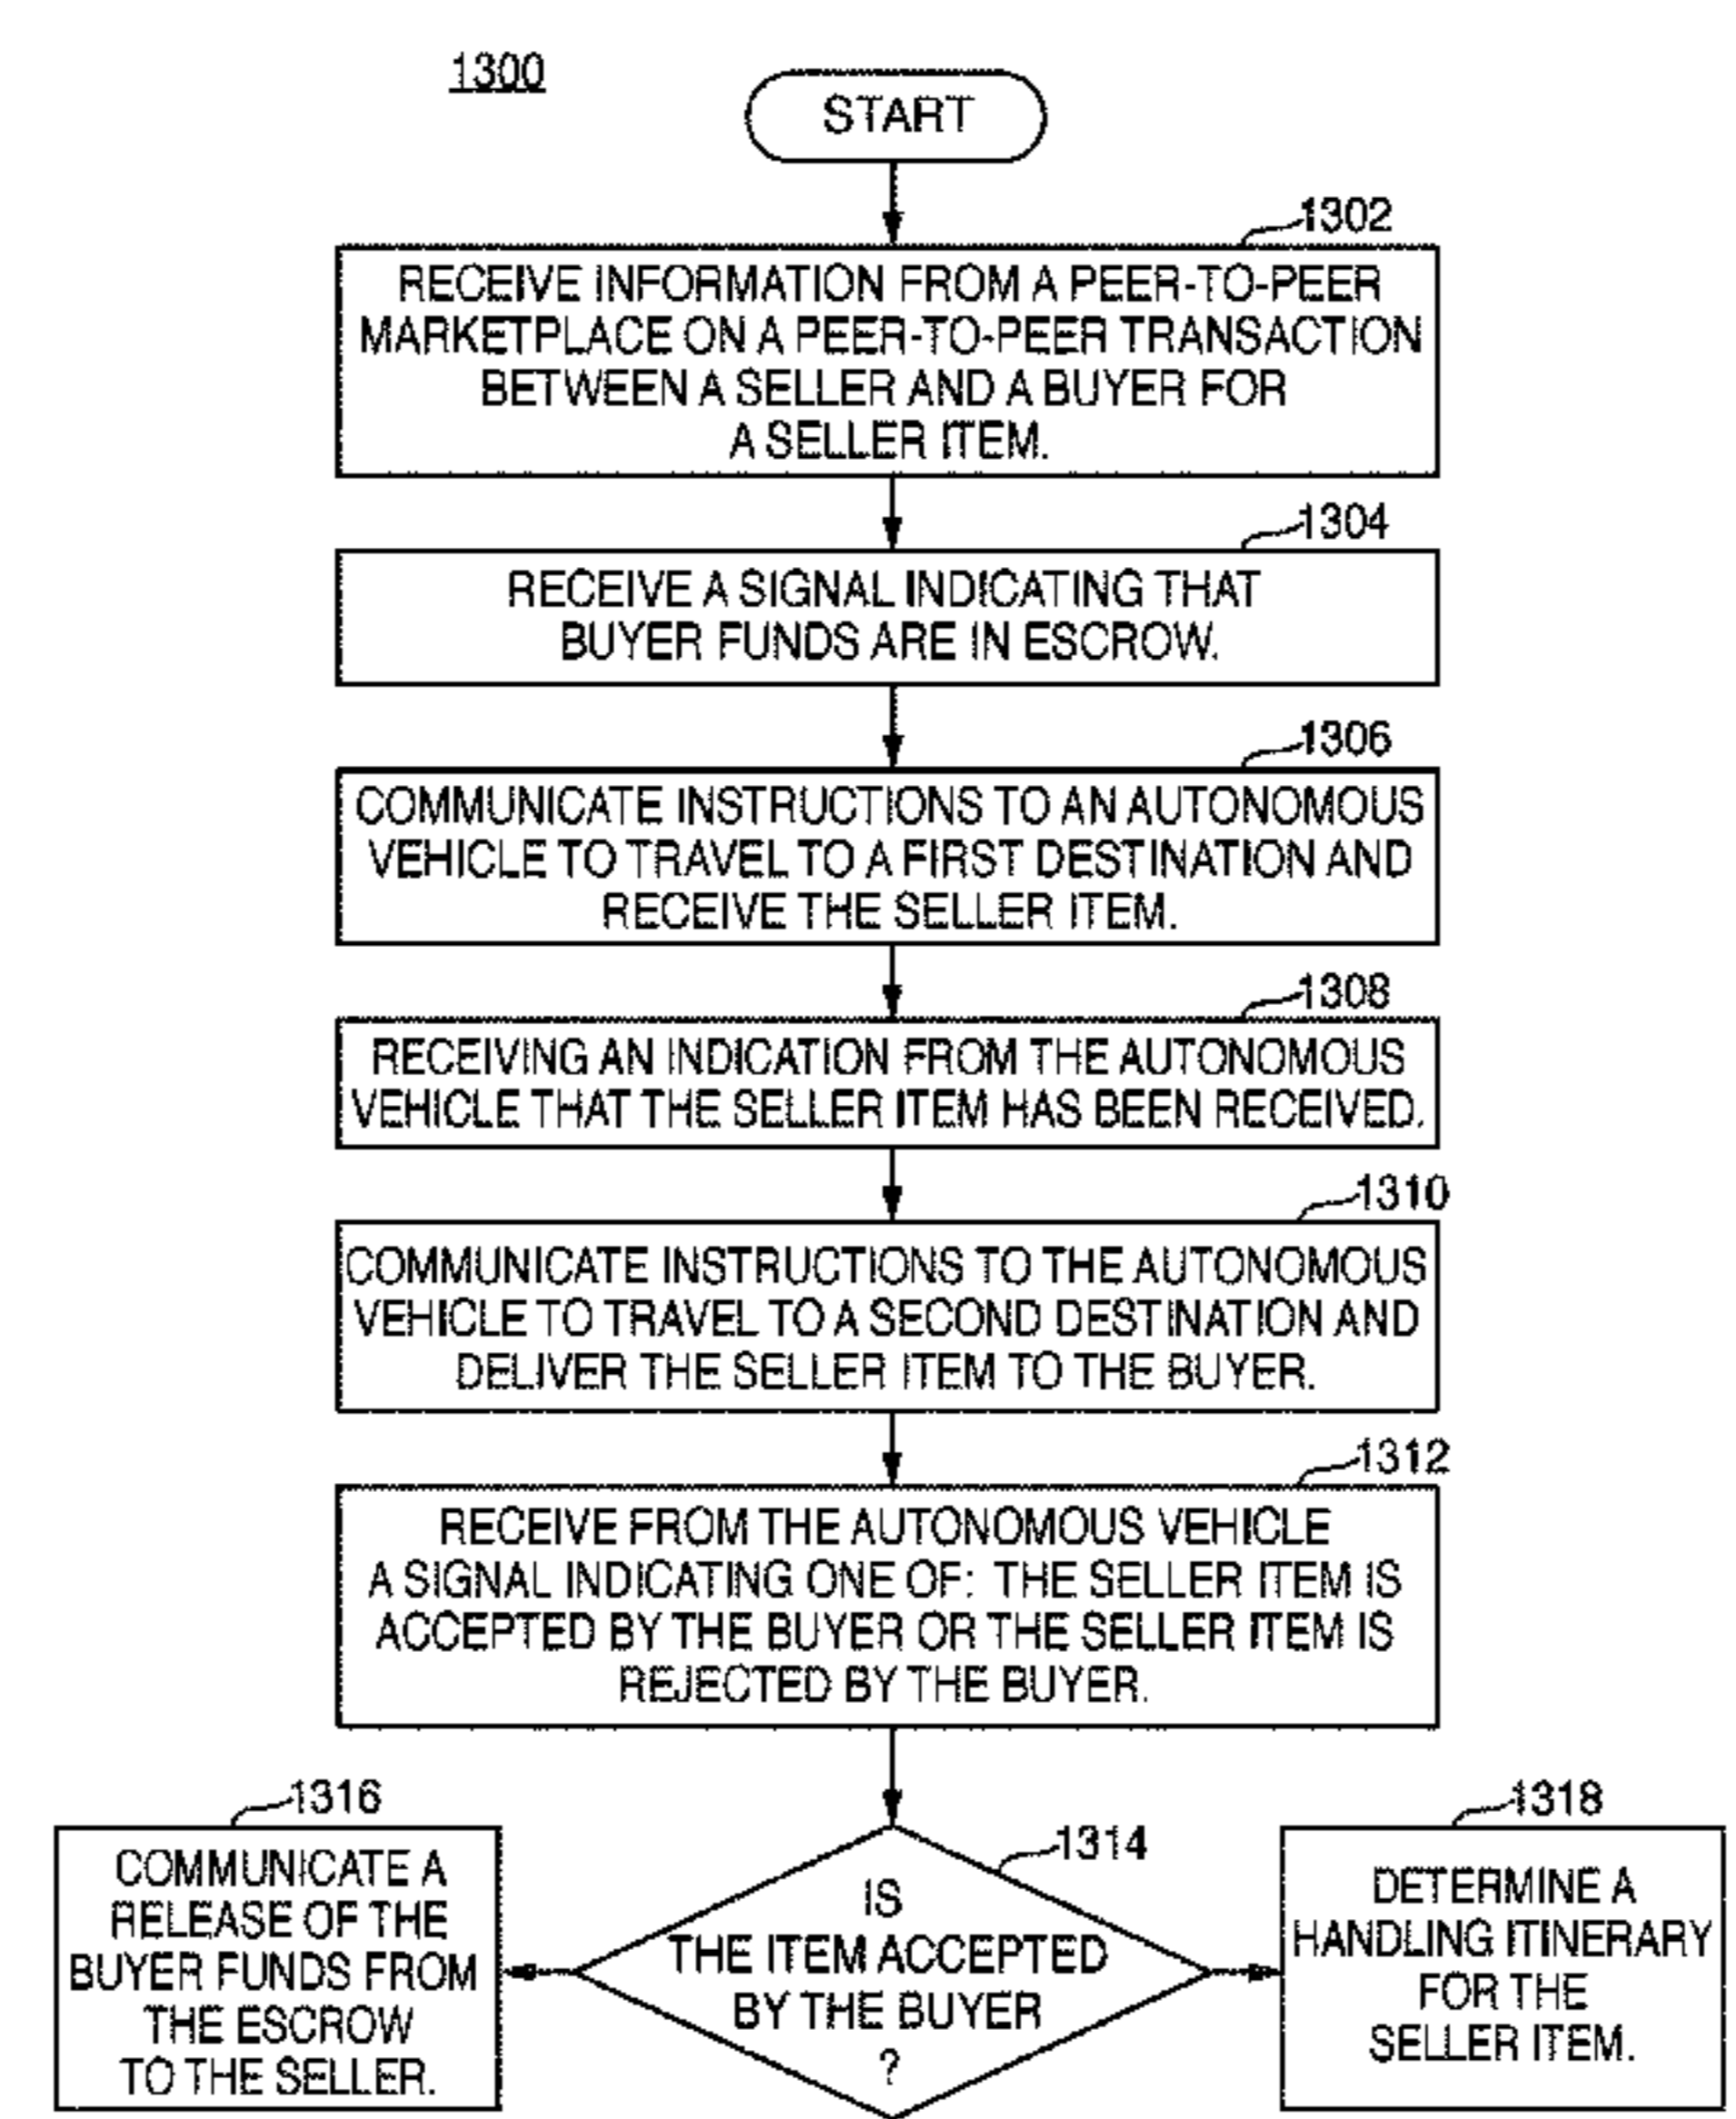 1300
START
1302
RECEIVE INFORMATION FROM A PEER-TO-PEER
MARKETPLACE ON A PEER-TO-PEER TRANSACTION
BETWEEN A SELLER AND A BUYER FOR
A SELLER ITEM.
1304
RECEIVE A SIGNAL INDICATING THAT
BUYER FUNDS ARE IN ESCROW.
1306
COMMUNICATE INSTRUCTIONS TO AN AUTONOMOUS
VEHICLE TO TRAVEL TO A FIRST DESTINATION AND
RECEIVE THE SELLER ITEM.
1308
RECEIVING AN INDICATION FROM THE AUTONOMOUS
VEHICLE THAT THE SELLER ITEM HAS BEEN RECEIVED.
1310
COMMUNICATE INSTRUCTIONS TO THE AUTONOMOUS
VEHICLE TO TRAVEL TO A SECOND DESTINATION AND
DELIVER THE SELLER ITEM TO THE BUYER.
1312
RECEIVE FROM THE AUTONOMOUS VEHICLE
A SIGNAL INDICATING ONE OF: THE SELLER ITEM IS
ACCEPTED BY THE BUYER OR THE SELLER ITEM IS
REJECTED BY THE BUYER.
1314
IS
THE ITEM ACCEPTED
BY THE BUYER
?
1316
COMMUNICATE A
RELEASE OF THE
BUYER FUNDS FROM
THE ESCROW
TO THE SELLER.
1318
DETERMINE A
HANDLING ITINERARY
FOR THE
SELLER ITEM.